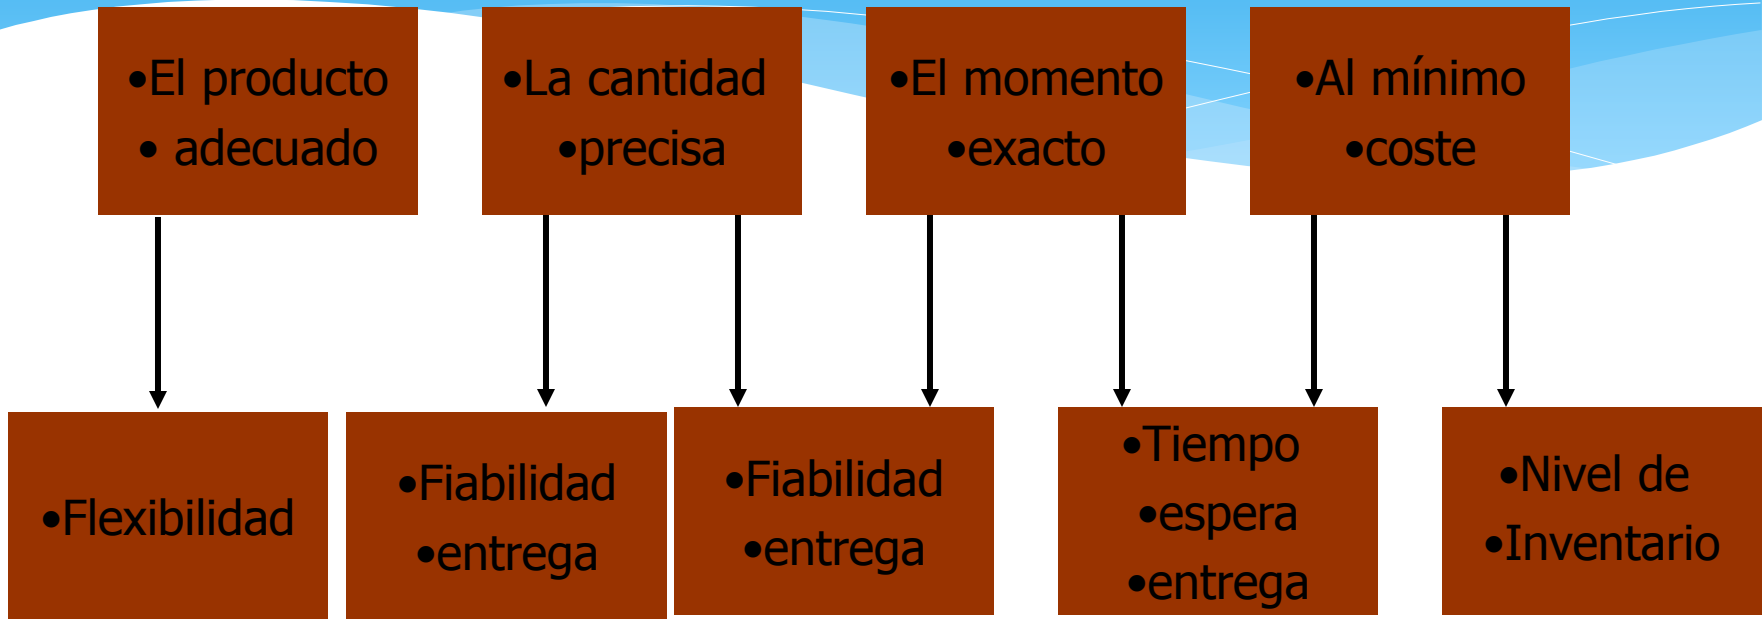 •El producto
• adecuado
•La cantidad
•precisa
•El momento
•exacto
•Al mínimo
•coste
•Flexibilidad
•Fiabilidad
•entrega
•Fiabilidad
•entrega
•Tiempo
•espera
•entrega
•Nivel de
•Inventario